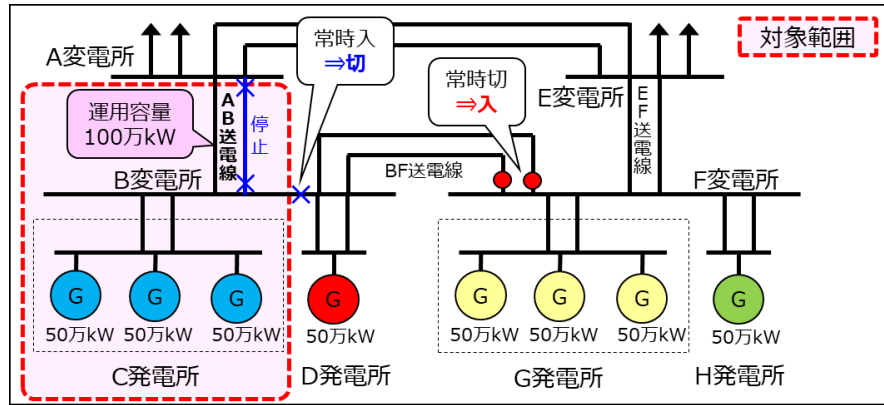 A変電所
常時入
⇒切
対象範囲
運用容量
100万kW
AB送電線
停止
常時切
⇒入
E変電所
EF送電線
B変電所
BF送電線
F変電所
G
G
G
G
G
G
G
G
50万kW
50万kW
50万kW
50万kW
50万kW
50万kW
50万kW
50万kW
C発電所
D発電所
G発電所
H発電所